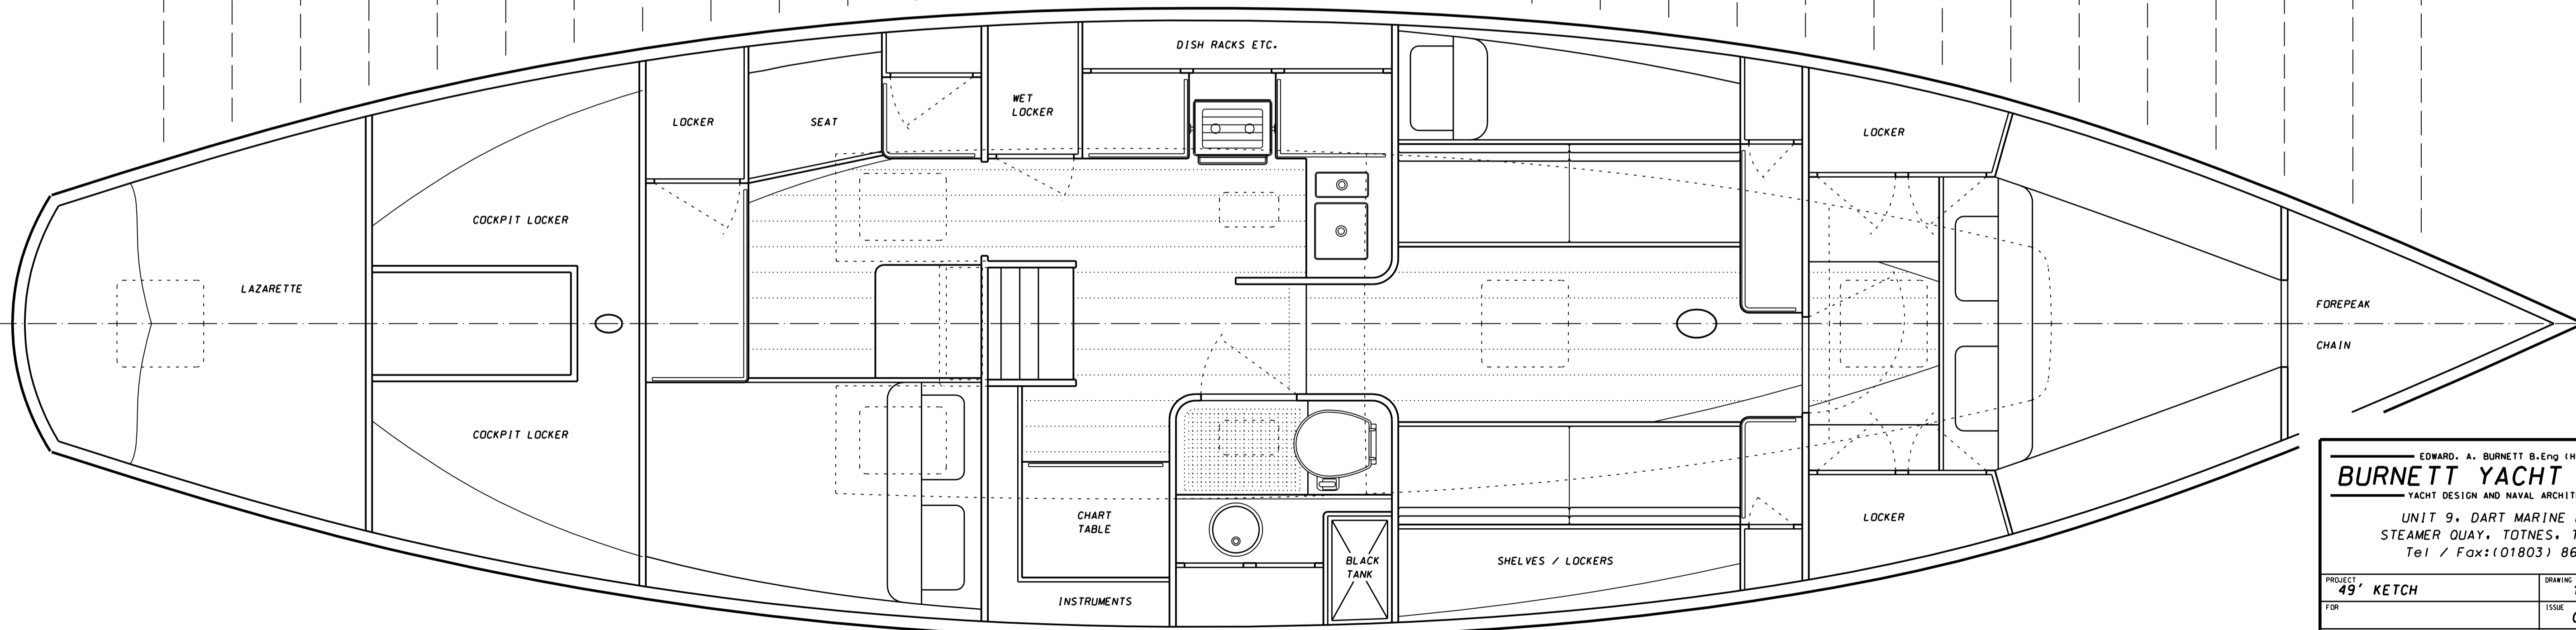 DISH RACKS ETC.
WET
LOCKER
LOCKER
SEAT
LOCKER
COCKPIT LOCKER
LAZARETTE
FOREPEAK
CHAIN
COCKPIT LOCKER
CHART
TABLE
LOCKER
BLACK
TANK
SHELVES / LOCKERS
INSTRUMENTS
EDWARD. A. BURNETT B.Eng (H
BURNETT YACHT
YACHT DESIGN AND NAVAL ARCHIT
UNIT 9. DART MARINE
STEAMER QUAY. TOTNES. T
Tel / Fax:(01803) 86
PROJECT
49' KETCH
DRAWING
FOR
ISSUE